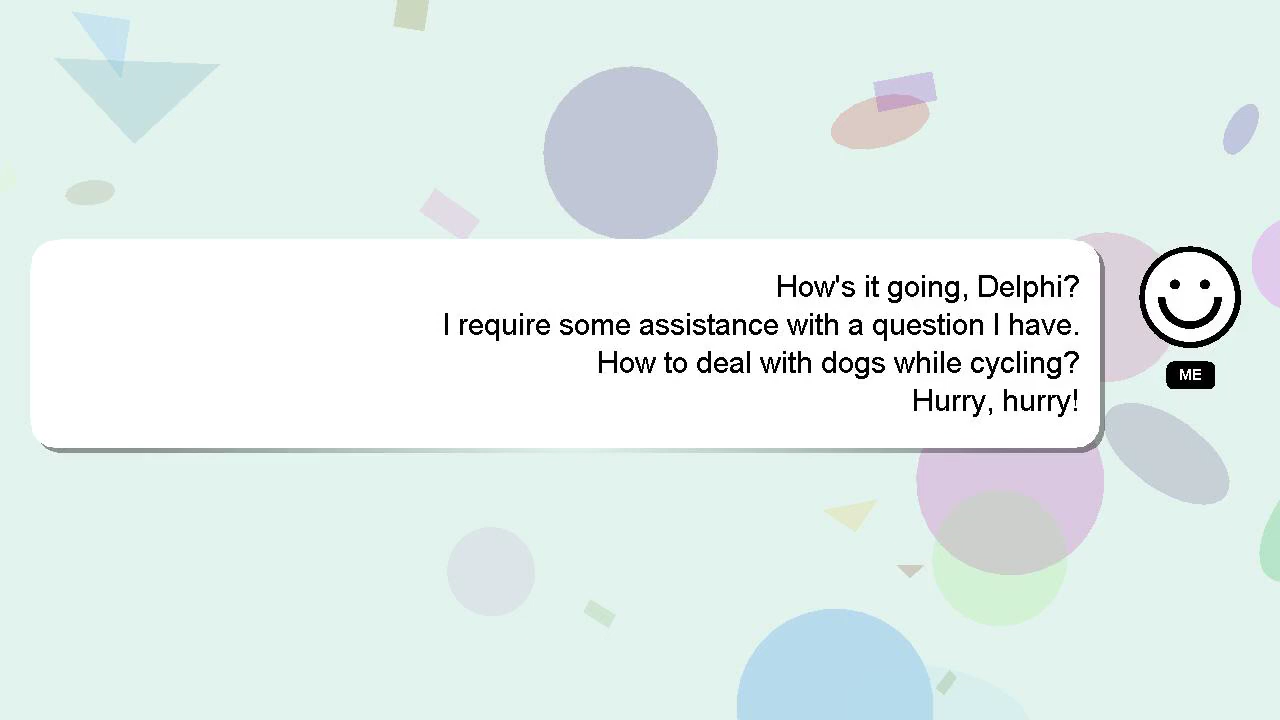 How's it going, Delphi?
I require some assistance with a question I have.
How to deal with dogs while cycling?
Hurry, hurry!
ME